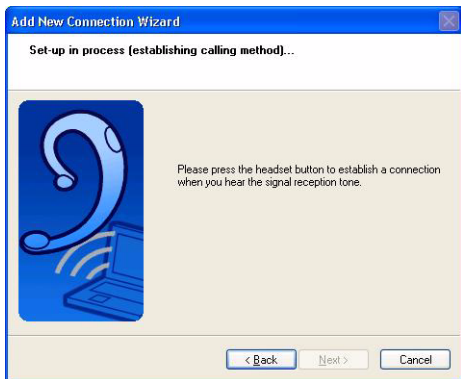 Add New Connection Wizard
Set-up in process (establishing calling method)...
Please press the headset button to establish a connection
when you hear the signal reception tone.
< Back Next > Cancel